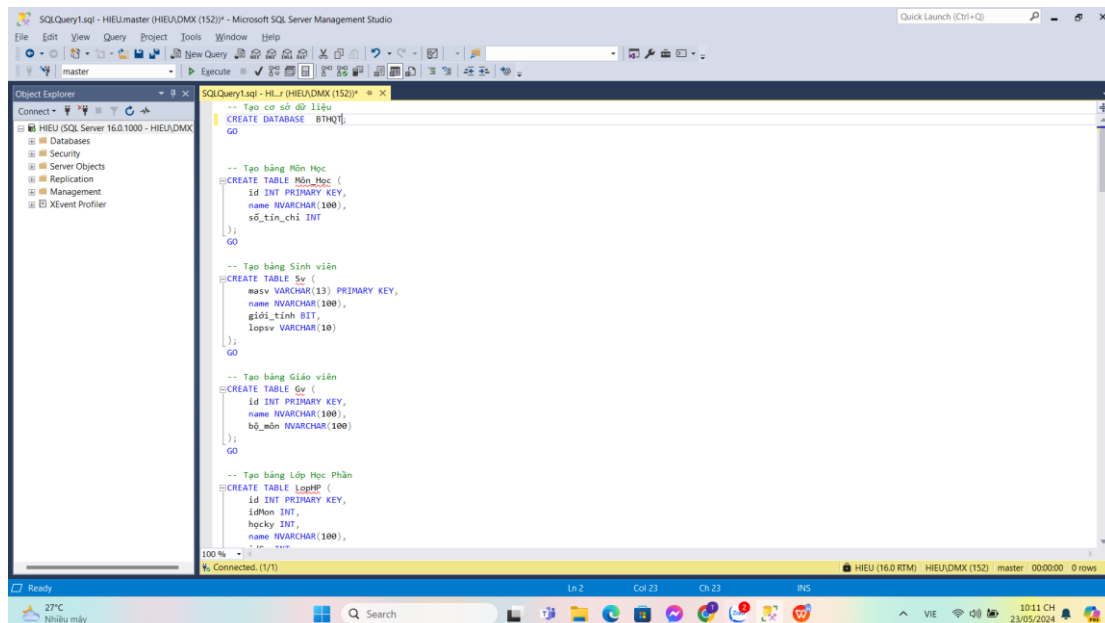 SQLQuery1.sql - HIEU.master (HIEU\DMX (152))* - Microsoft SQL Server Management Studio
Quick Launch (Ctrl+Q)
File Edit View Query Project Tools Window Help
New Query
master
Execute
Object Explorer
SQLQuery1.sql - HI...r (HIEU\DMX (152))*
Connect
HIEU (SQL Server 16.0.1000 - HIEU\DMX
Databases
Security
Server Objects
Replication
Management
XEvent Profiler
-- Tạo cơ sở dữ liệu
CREATE DATABASE BTHQT;
GO
-- Tạo bảng Môn Học
CREATE TABLE Môn_Học (
id INT PRIMARY KEY,
name NVARCHAR(100),
số_tín_chỉ INT
);
GO
-- Tạo bảng Sinh viên
CREATE TABLE Sv (
masv VARCHAR(13) PRIMARY KEY,
name NVARCHAR(100),
giới_tính BIT,
lopsv VARCHAR(10)
);
GO
-- Tạo bảng Giáo viên
CREATE TABLE Gv (
id INT PRIMARY KEY,
name NVARCHAR(100),
bộ_môn NVARCHAR(100)
);
GO
-- Tạo bảng Lớp Học Phần
CREATE TABLE LopHP (
id INT PRIMARY KEY,
idMon INT,
họcky INT,
name NVARCHAR(100),
100 %
Connected. (1/1)
HIEU (16.0 RTM) HIEU\DMX (152) master 00:00:00 0 rows
Ready
Ln 2 Col 23 Ch 23 INS
27°C
Nhiều mây
Search
VIE
10:11 CH
23/05/2024